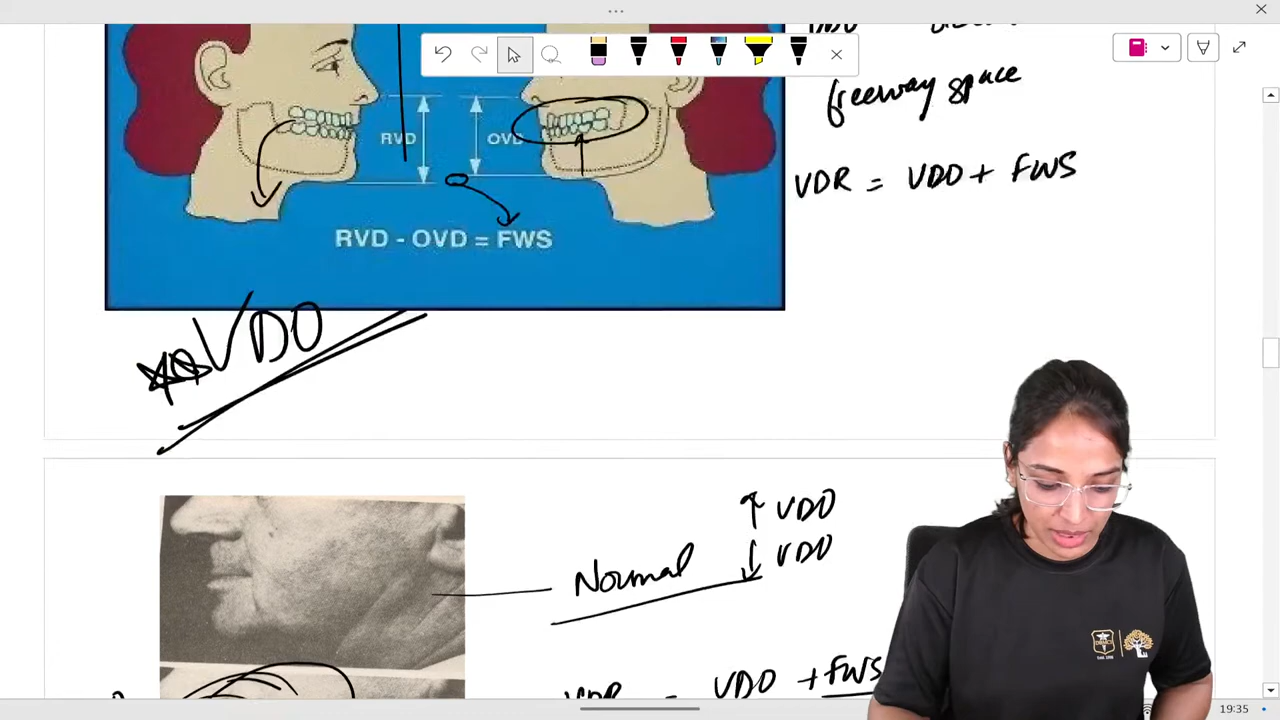 freeway space
RVD
OVD
VDR = VDO + FWS
RVD - OVD = FWS
VDO
↑ VDO
↓ VDO
Normal
VDO + FWS
19:35